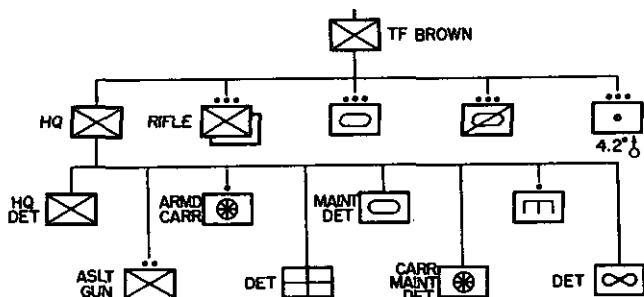 TF BROWN
HQ
RIFLE
4.2"
HQ
DET
ARMD
CARR
MAINT
DET
ASLT
GUN
DET
CARR
MAINT
DET
DET